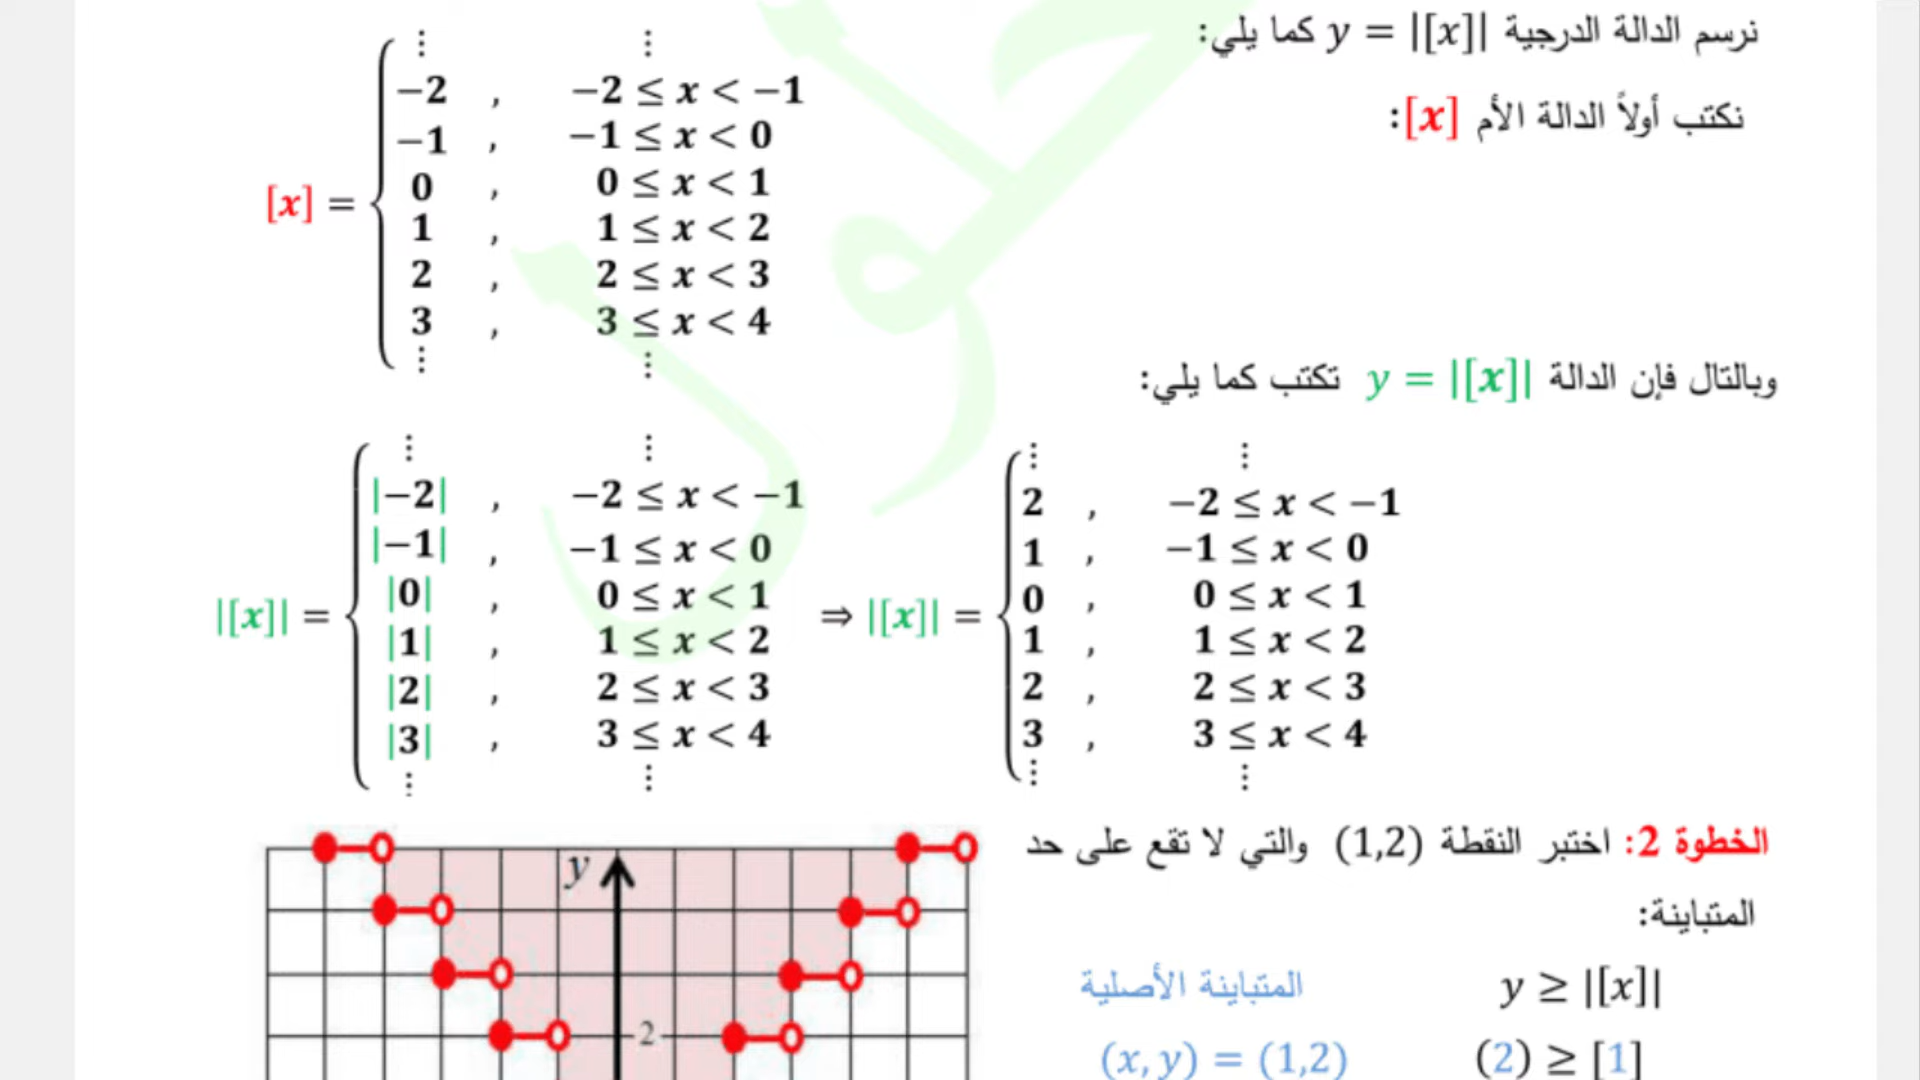 نرسم الدالة الدرجية y = |[x]| كما يلي:
نكتب أولاً الدالة الأم [x]:
[x] = {
⋮ ⋮
−2 , −2 ≤ x < −1
−1 , −1 ≤ x < 0
0 , 0 ≤ x < 1
1 , 1 ≤ x < 2
2 , 2 ≤ x < 3
3 , 3 ≤ x < 4
⋮ ⋮
وبالتال فإن الدالة y = |[x]| تكتب كما يلي:
|[x]| = {
⋮ ⋮
|−2| , −2 ≤ x < −1
|−1| , −1 ≤ x < 0
|0| , 0 ≤ x < 1
|1| , 1 ≤ x < 2
|2| , 2 ≤ x < 3
|3| , 3 ≤ x < 4
⋮ ⋮
⇒ |[x]| = {
⋮ ⋮
2 , −2 ≤ x < −1
1 , −1 ≤ x < 0
0 , 0 ≤ x < 1
1 , 1 ≤ x < 2
2 , 2 ≤ x < 3
3 , 3 ≤ x < 4
⋮ ⋮
الخطوة 2: اختبر النقطة (1,2) والتي لا تقع على حد
المتباينة:
y ≥ |[x]| المتباينة الأصلية
(2) ≥ [1] (x, y) = (1,2)
y
2